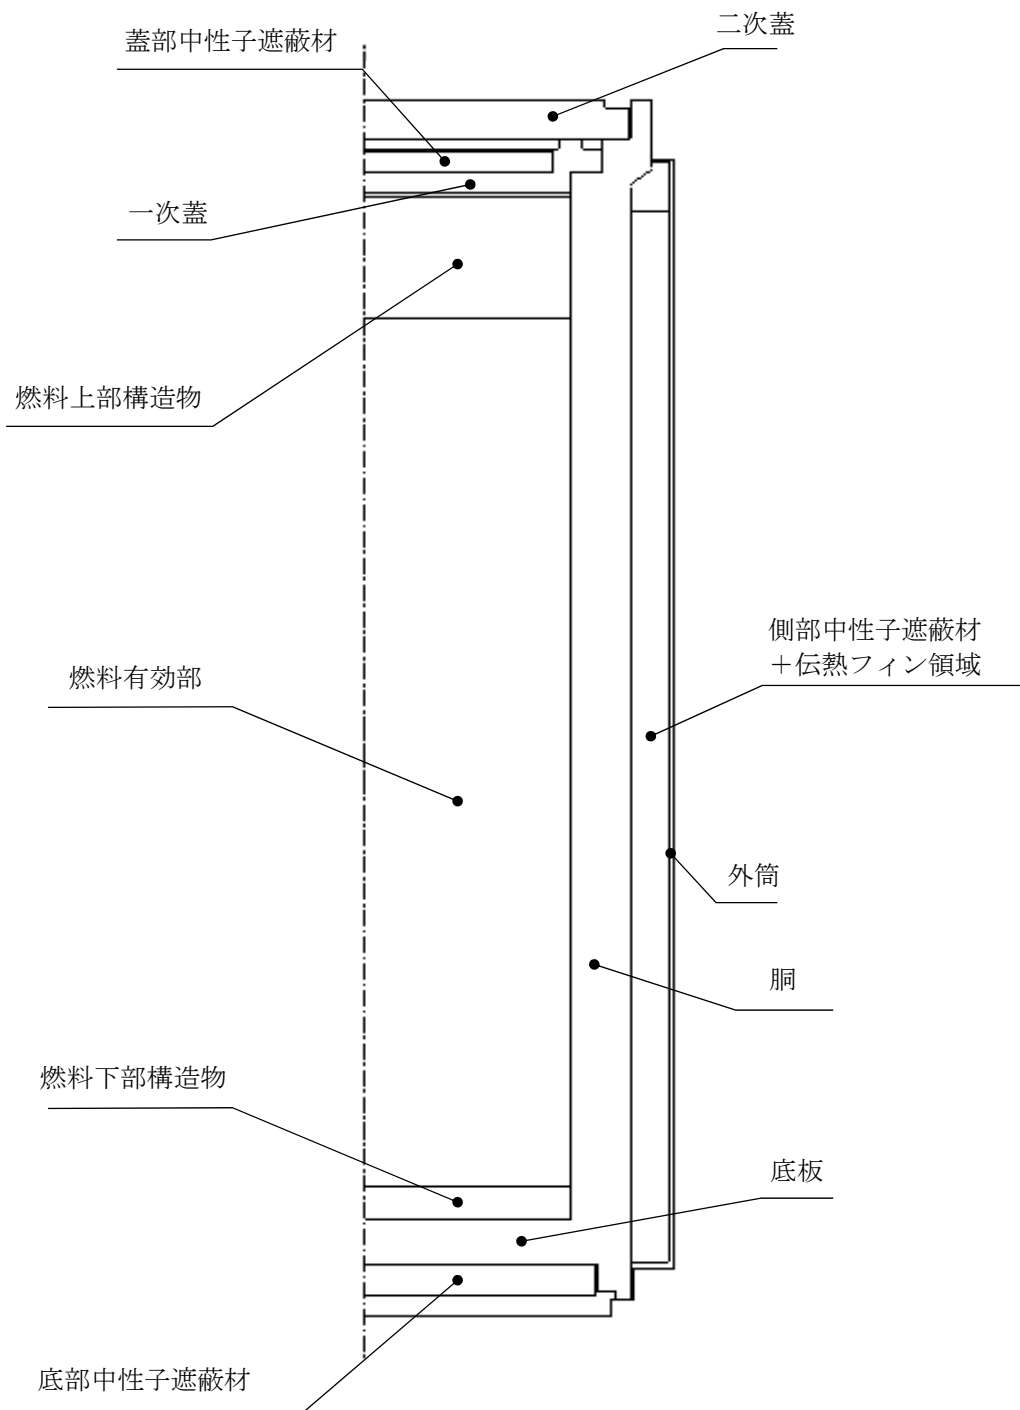 二次蓋
蓋部中性子遮蔽材
一次蓋
燃料上部構造物
側部中性子遮蔽材
＋伝熱フィン領域
燃料有効部
外筒
胴
燃料下部構造物
底板
底部中性子遮蔽材